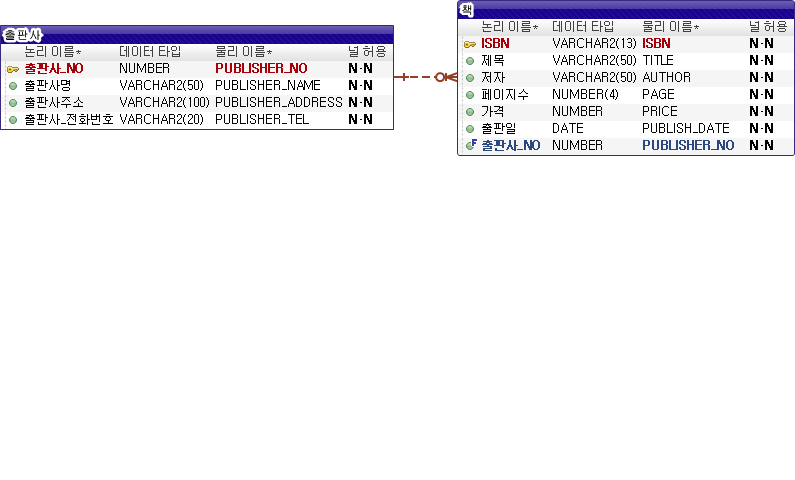 출판사
논리 이름* 데이터 타입 물리 이름* 널 허용
출판사_NO NUMBER PUBLISHER_NO N-N
출판사명 VARCHAR2(50) PUBLISHER_NAME N-N
출판사주소 VARCHAR2(100) PUBLISHER_ADDRESS N-N
출판사_전화번호 VARCHAR2(20) PUBLISHER_TEL N-N
책
논리 이름* 데이터 타입 물리 이름* 널 허용
ISBN VARCHAR2(13) ISBN N-N
제목 VARCHAR2(50) TITLE N-N
저자 VARCHAR2(50) AUTHOR N-N
페이지수 NUMBER(4) PAGE N-N
가격 NUMBER PRICE N-N
출판일 DATE PUBLISH_DATE N-N
F 출판사_NO NUMBER PUBLISHER_NO N-N